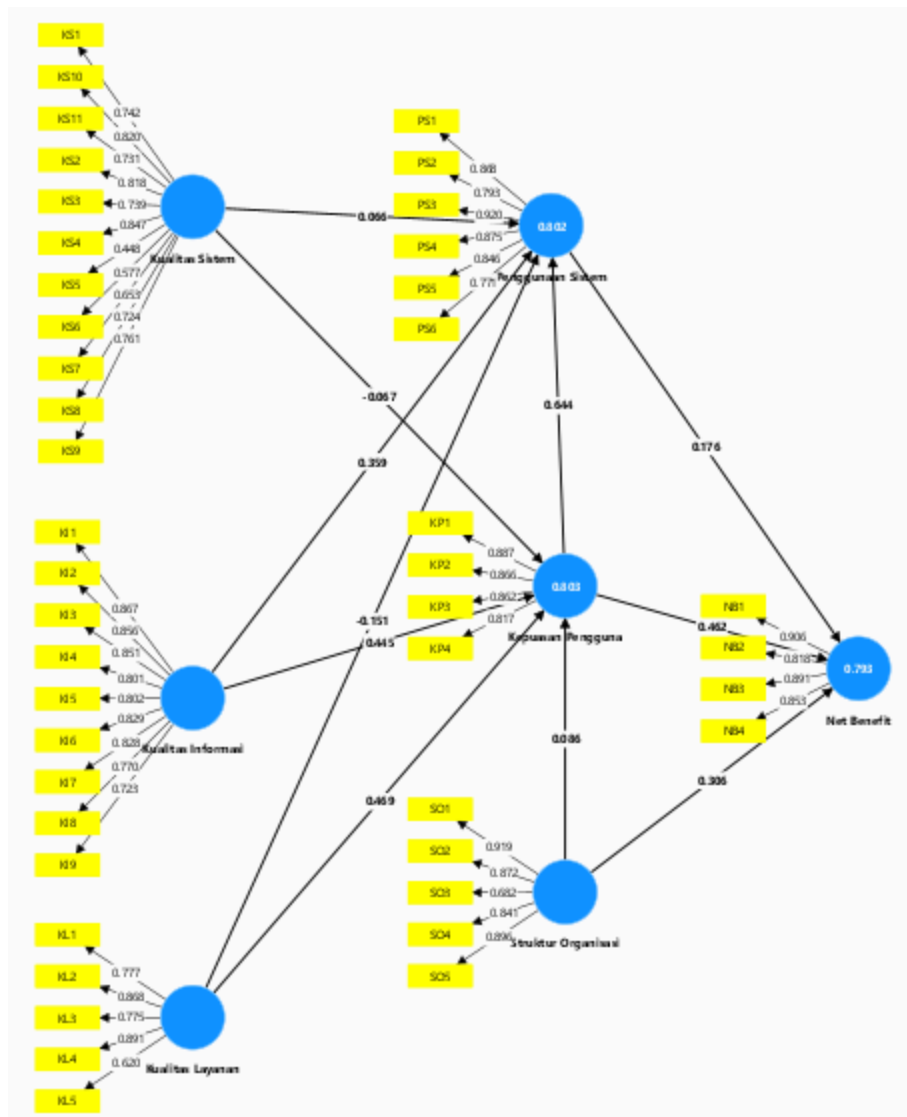 KS1
KS10
KS11
KS2
KS3
KS4
KS5
KS6
KS7
KS8
KS9
0.742
0.820
0.731
0.818
0.739
0.847
0.448
0.577
0.653
0.724
0.761
Kualitas Sistem
PS1
PS2
PS3
PS4
PS5
PS6
0.868
0.793
0.920
0.875
0.846
0.771
0.802
Penggunaan Sistem
0.066
-0.067
0.359
0.644
0.176
KI1
KI2
KI3
KI4
KI5
KI6
KI7
KI8
KI9
0.867
0.856
0.851
0.801
0.802
0.829
0.828
0.770
0.723
Kualitas Informasi
KP1
KP2
KP3
KP4
0.887
0.866
0.862
0.817
0.803
Kepuasan Pengguna
-0.151
0.445
0.462
NB1
NB2
NB3
NB4
0.906
0.818
0.891
0.853
0.793
Net Benefit
0.086
0.306
0.469
SO1
SO2
SO3
SO4
SO5
0.919
0.872
0.682
0.841
0.896
Struktur Organisasi
KL1
KL2
KL3
KL4
KL5
0.777
0.868
0.775
0.891
0.620
Kualitas Layanan